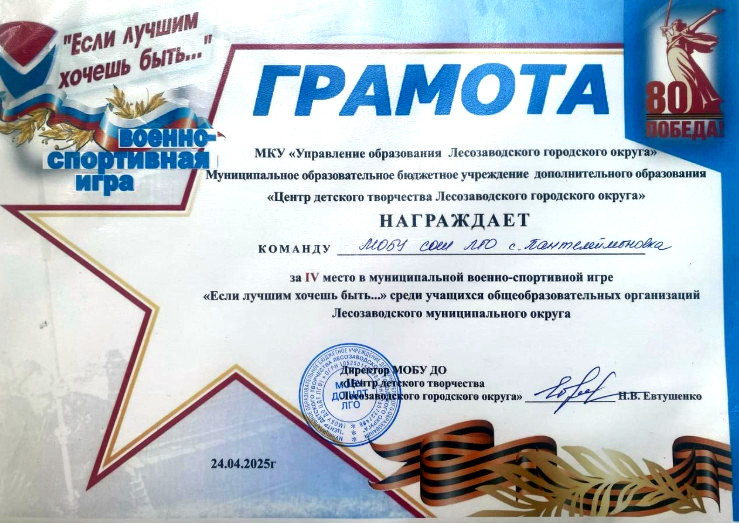 "Если лучшим
хочешь быть..."
военно-
спортивная
игра
ГРАМОТА
80
ПОБЕДА!
МКУ «Управление образования Лесозаводского городского округа»
Муниципальное образовательное бюджетное учреждение дополнительного образования
«Центр детского творчества Лесозаводского городского округа»
НАГРАЖДАЕТ
КОМАНДУ МОБУ СОШ ЛГО с. Пантелеймоновка
за IV место в муниципальной военно-спортивной игре
«Если лучшим хочешь быть...» среди учащихся общеобразовательных организаций
Лесозаводского муниципального округа
Директор МОБУ ДО
«Центр детского творчества
Лесозаводского городского округа» Н.В. Евтушенко
МОБУ
ЛГО
24.04.2025г